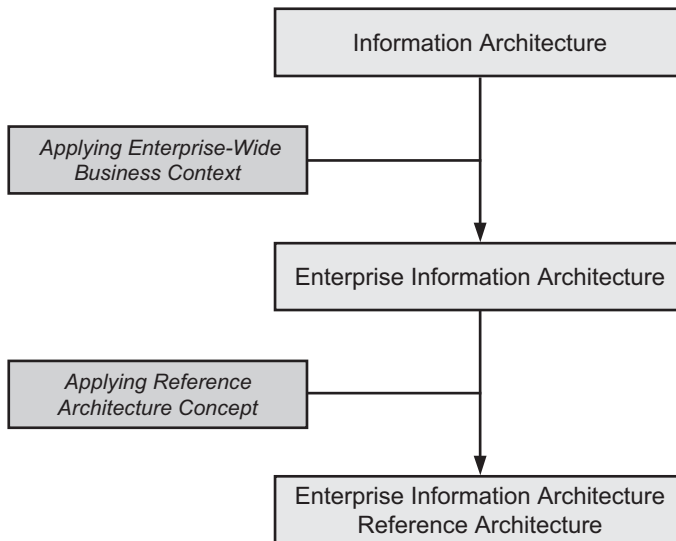 Information Architecture
Applying Enterprise-Wide
Business Context
Enterprise Information Architecture
Applying Reference
Architecture Concept
Enterprise Information Architecture
Reference Architecture